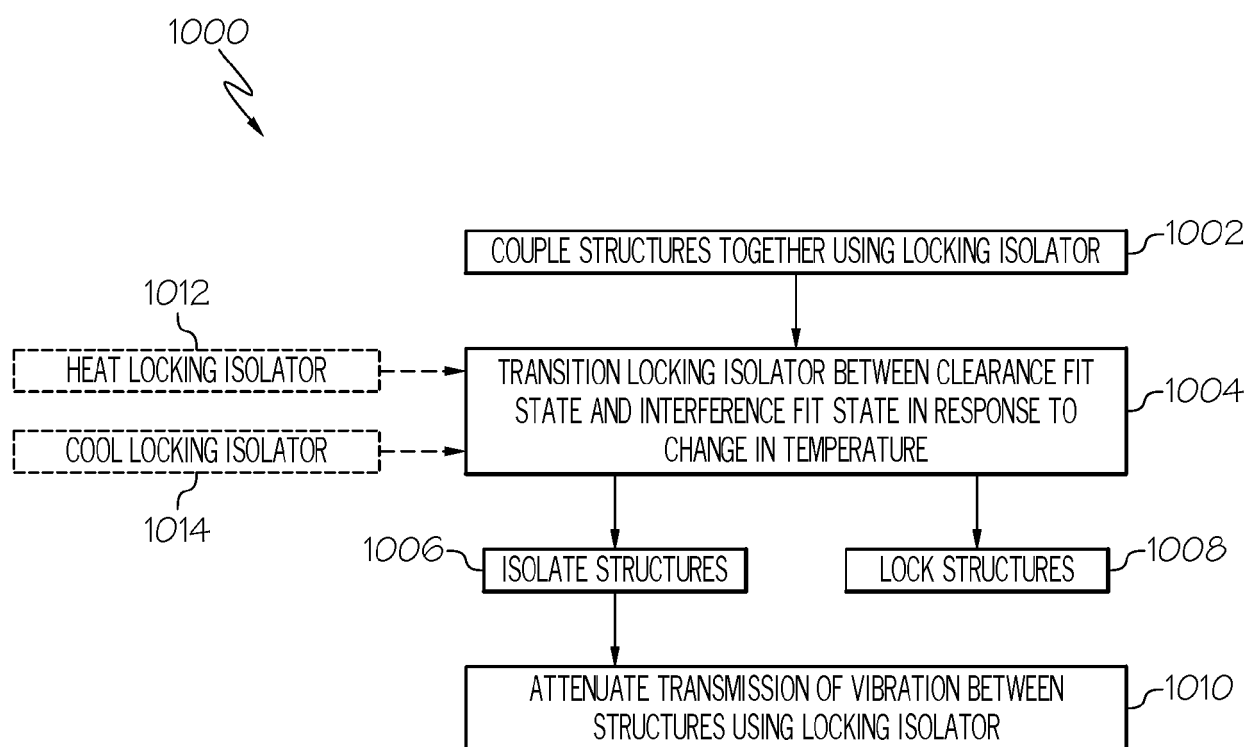 1000
COUPLE STRUCTURES TOGETHER USING LOCKING ISOLATOR
1002
1012
HEAT LOCKING ISOLATOR
TRANSITION LOCKING ISOLATOR BETWEEN CLEARANCE FIT
STATE AND INTERFERENCE FIT STATE IN RESPONSE TO
CHANGE IN TEMPERATURE
1004
COOL LOCKING ISOLATOR
1014
1006
ISOLATE STRUCTURES
LOCK STRUCTURES
1008
ATTENUATE TRANSMISSION OF VIBRATION BETWEEN
STRUCTURES USING LOCKING ISOLATOR
1010